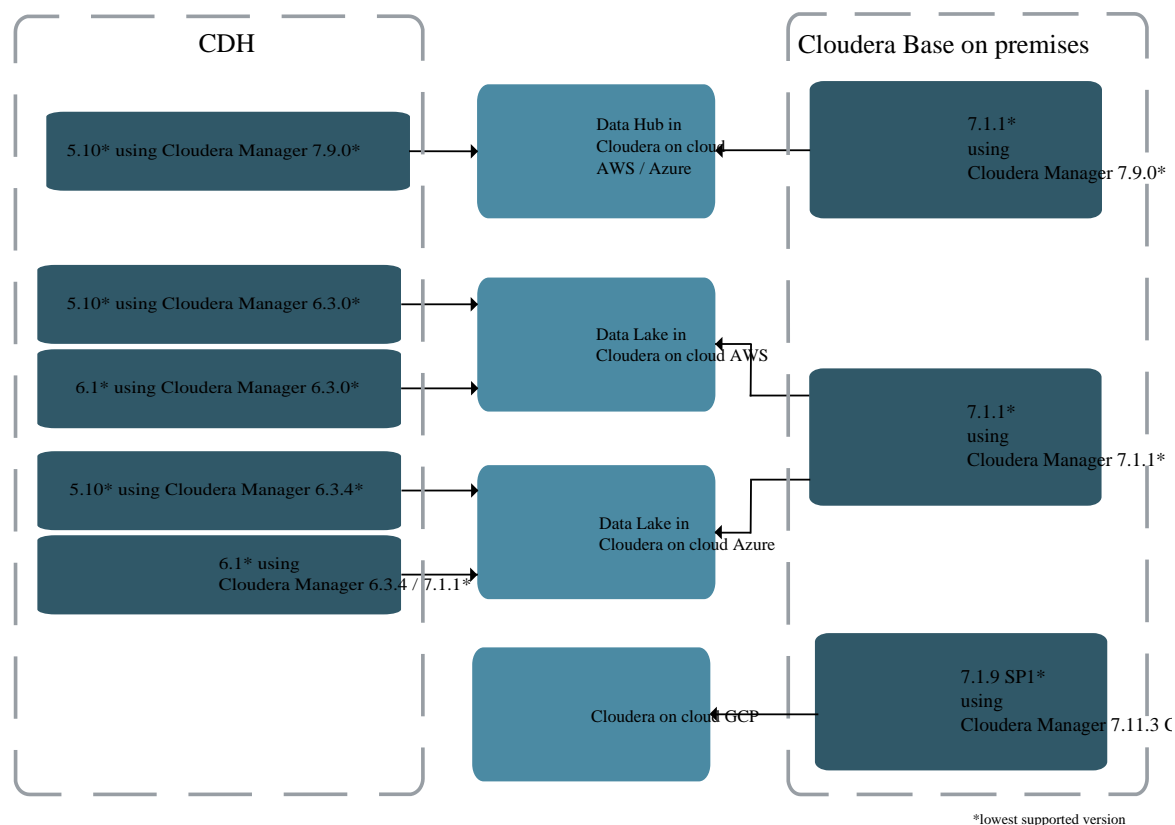 CDH
5.10* using Cloudera Manager 7.9.0*
5.10* using Cloudera Manager 6.3.0*
6.1* using Cloudera Manager 6.3.0*
5.10* using Cloudera Manager 6.3.4*
6.1* using
Cloudera Manager 6.3.4 / 7.1.1*
Data Hub in
Cloudera on cloud
AWS / Azure
Data Lake in
Cloudera on cloud AWS
Data Lake in
Cloudera on cloud Azure
Cloudera on cloud GCP
Cloudera Base on premises
7.1.1*
using
Cloudera Manager 7.9.0*
7.1.1*
using
Cloudera Manager 7.1.1*
7.1.9 SP1*
using
Cloudera Manager 7.11.3
*lowest supported version